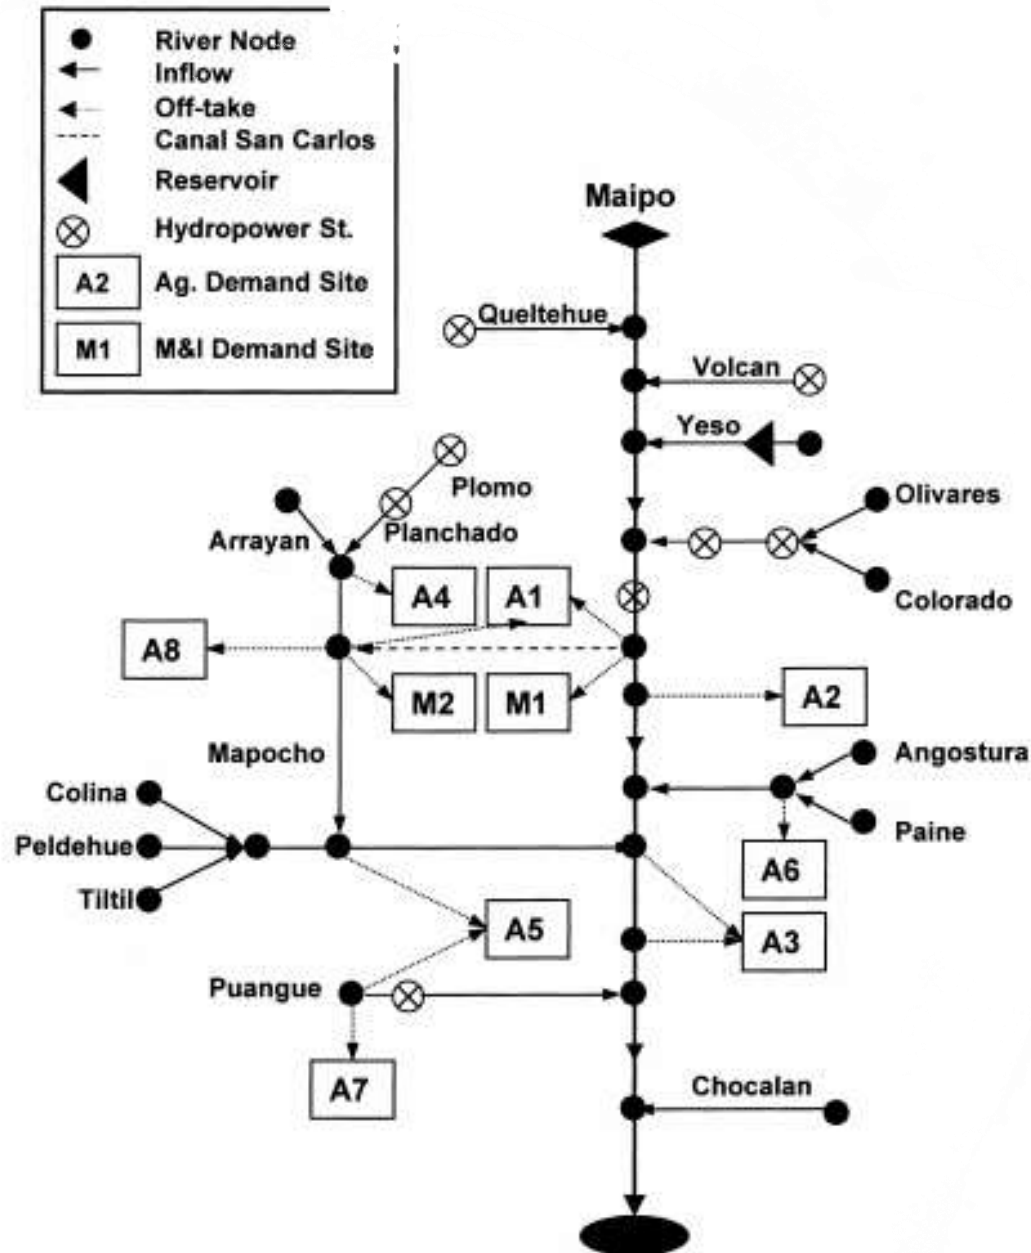 River Node
Inflow
Off-take
Canal San Carlos
Reservoir
Hydropower St.
A2 Ag. Demand Site
M1 M&I Demand Site
Maipo
Queltehue
Volcan
Yeso
Plomo
Olivares
Arrayan
Planchado
Colorado
A4
A1
A8
M2
M1
A2
Mapocho
Angostura
Colina
Peldehue
Paine
Tiltil
A6
A5
A3
Puangue
A7
Chocalan